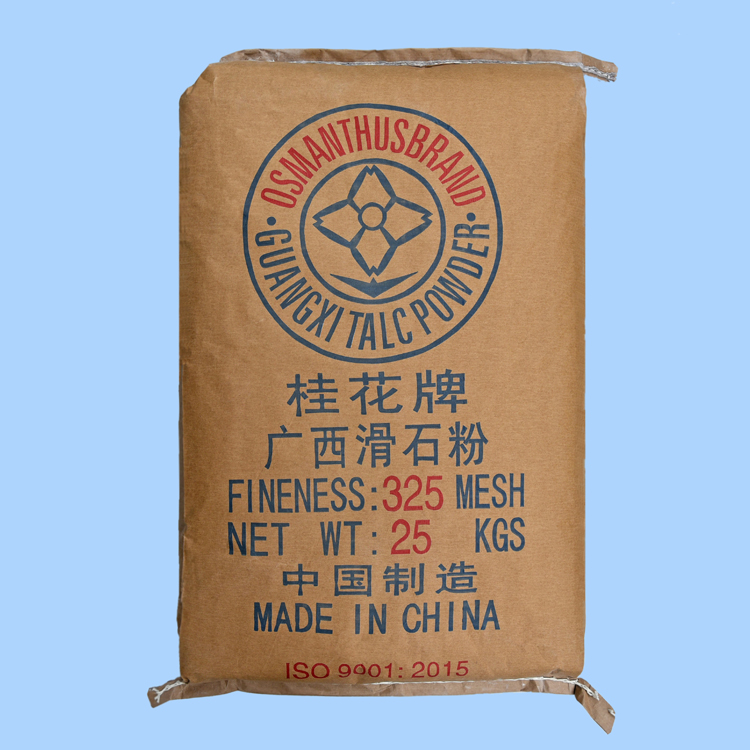 OSMANTHUSBRAND
• GUANGXI TALC POWDER •
桂花牌
广西滑石粉
FINENESS: 325 MESH
NET WT: 25 KGS
中国制造
MADE IN CHINA
ISO 9001: 2015